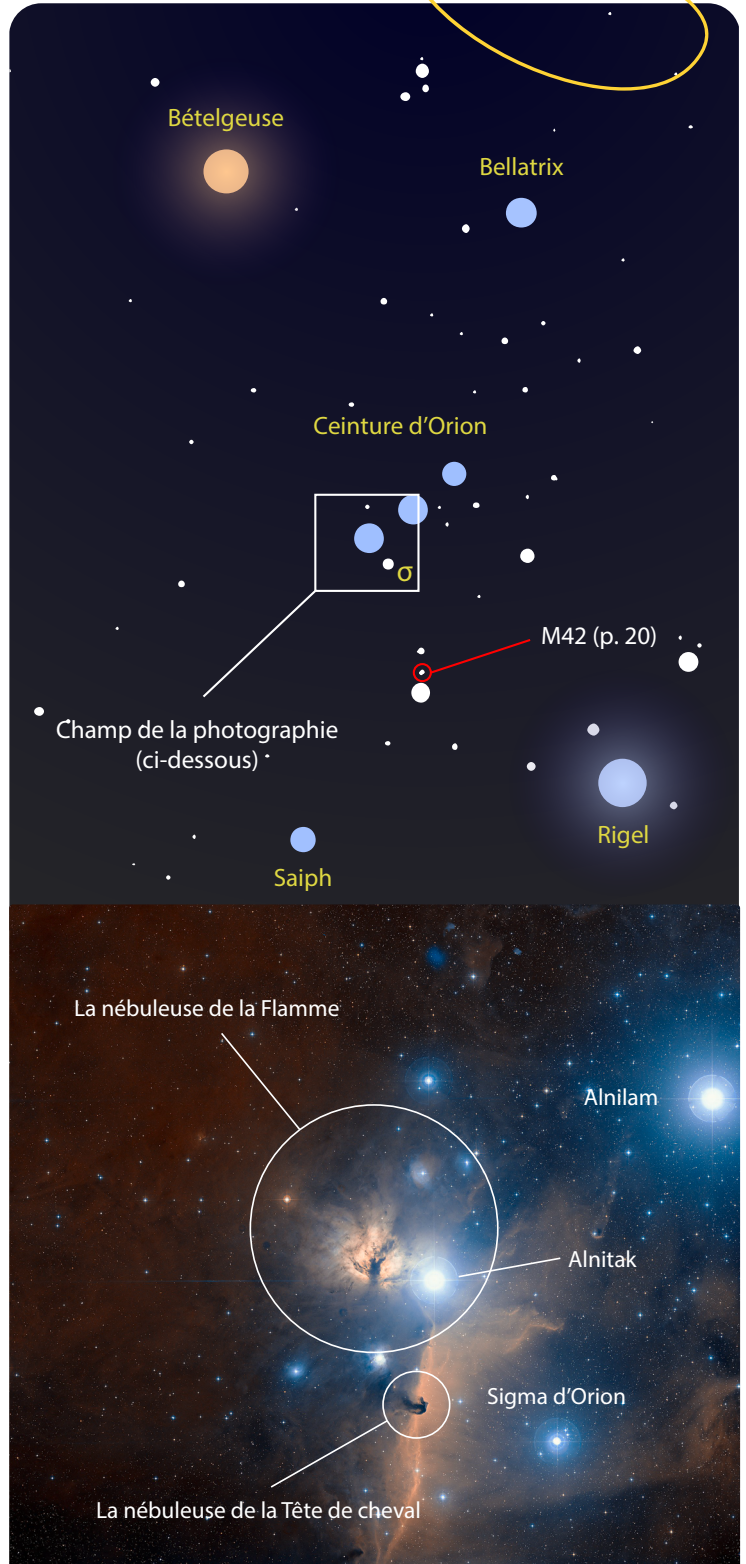 Bételgeuse
Bellatrix
Ceinture d'Orion
σ
M42 (p. 20)
Champ de la photographie
(ci-dessous)
Rigel
Saiph
La nébuleuse de la Flamme
Alnilam
Alnitak
Sigma d'Orion
La nébuleuse de la Tête de cheval